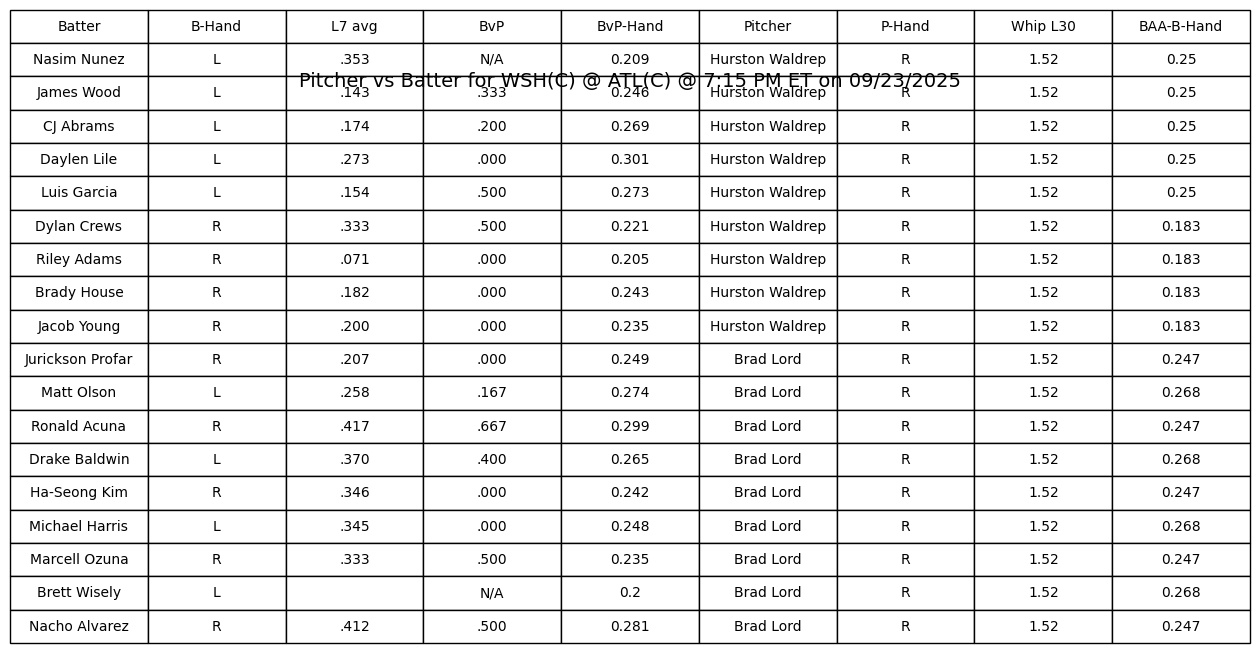 Batter B-Hand L7 avg BvP BvP-Hand Pitcher P-Hand Whip L30 BAA-B-Hand
Nasim Nunez L .353 N/A 0.209 Hurston Waldrep R 1.52 0.25
Pitcher vs Batter for WSH(C) @ ATL(C) @ 7:15 PM ET on 09/23/2025
James Wood L .143 .333 0.246 Hurston Waldrep R 1.52 0.25
CJ Abrams L .174 .200 0.269 Hurston Waldrep R 1.52 0.25
Daylen Lile L .273 .000 0.301 Hurston Waldrep R 1.52 0.25
Luis Garcia L .154 .500 0.273 Hurston Waldrep R 1.52 0.25
Dylan Crews R .333 .500 0.221 Hurston Waldrep R 1.52 0.183
Riley Adams R .071 .000 0.205 Hurston Waldrep R 1.52 0.183
Brady House R .182 .000 0.243 Hurston Waldrep R 1.52 0.183
Jacob Young R .200 .000 0.235 Hurston Waldrep R 1.52 0.183
Jurickson Profar R .207 .000 0.249 Brad Lord R 1.52 0.247
Matt Olson L .258 .167 0.274 Brad Lord R 1.52 0.268
Ronald Acuna R .417 .667 0.299 Brad Lord R 1.52 0.247
Drake Baldwin L .370 .400 0.265 Brad Lord R 1.52 0.268
Ha-Seong Kim R .346 .000 0.242 Brad Lord R 1.52 0.247
Michael Harris L .345 .000 0.248 Brad Lord R 1.52 0.268
Marcell Ozuna R .333 .500 0.235 Brad Lord R 1.52 0.247
Brett Wisely L N/A 0.2 Brad Lord R 1.52 0.268
Nacho Alvarez R .412 .500 0.281 Brad Lord R 1.52 0.247